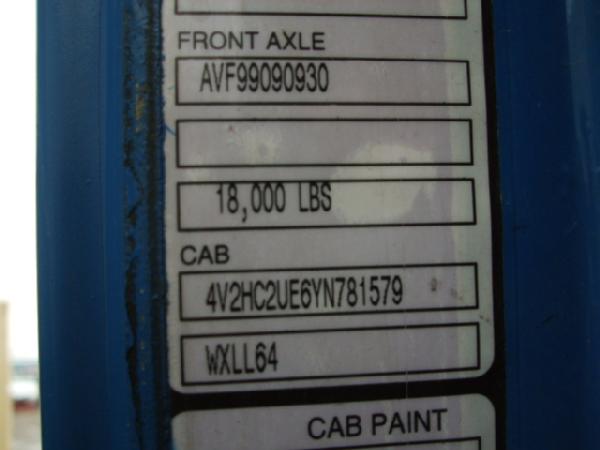 FRONT AXLE
AVF99090930
18,000 LBS
CAB
4V2HC2UE6YN781579
WXLL64
CAB PAINT